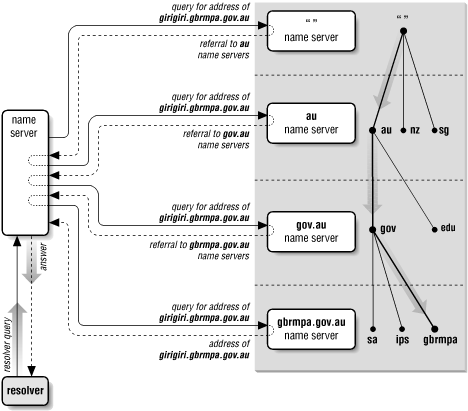 query for address of
girigiri.gbrmpa.gov.au
referral to au
name servers
“ ”
name server
“ ”
query for address of
girigiri.gbrmpa.gov.au
referral to gov.au
name servers
au
name server
au
nz
sg
name
server
query for address of
girigiri.gbrmpa.gov.au
referral to gbrmpa.gov.au
name servers
gov.au
name server
gov
edu
answer
resolver query
query for address of
girigiri.gbrmpa.gov.au
address of
girigiri.gbrmpa.gov.au
gbrmpa.gov.au
name server
sa
ips
gbrmpa
resolver